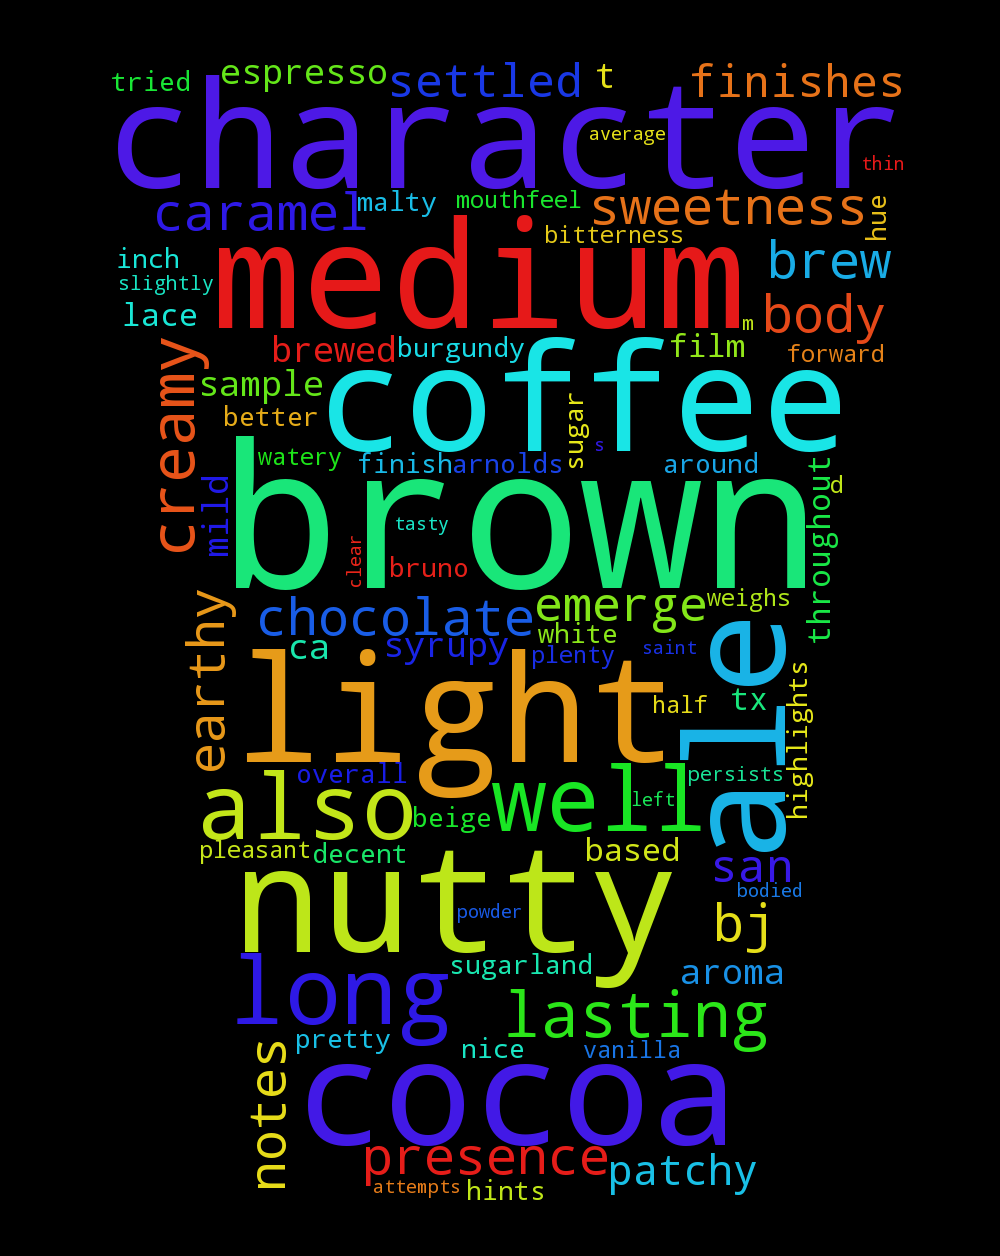 tried espresso settled t finishes
character
average
thin
caramel malty mouthfeel sweetness hue
bitterness
medium
inch
slightly
lace
brew
body
m
brewed burgundy film forward
creamy
sample
coffee
better
sugar
s
watery finish arnolds around
mild
brown
throughout
d
tasty
clear
bruno
chocolate emerge weighs
white
earthy
ca syrupy plenty saint
light
half tx
ale
highlights
overall
persists
also
beige well left
pleasant decent based
san
bodied
nutty
powder
bj
long
sugarland
aroma
lasting
pretty nice vanilla
notes
cocoa
presence patchy
attempts hints